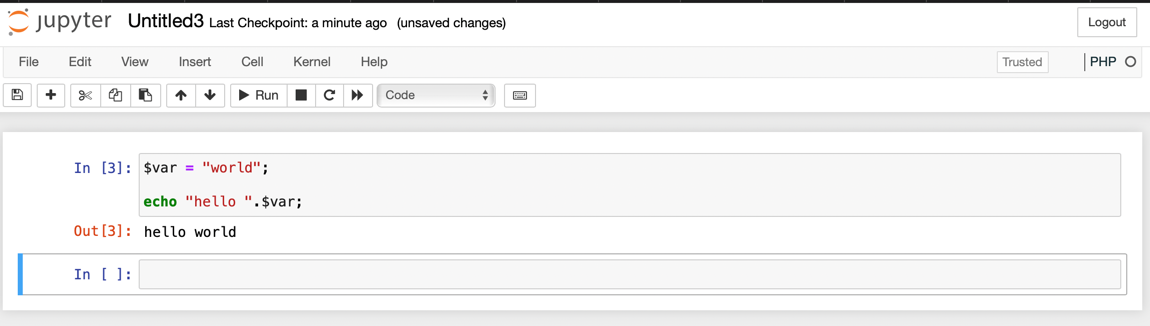 jupyter Untitled3 Last Checkpoint: a minute ago (unsaved changes) Logout
File Edit View Insert Cell Kernel Help Trusted PHP
Run Code
In [3]: $var = "world";
echo "hello ".$var;
Out[3]: hello world
In [ ]: